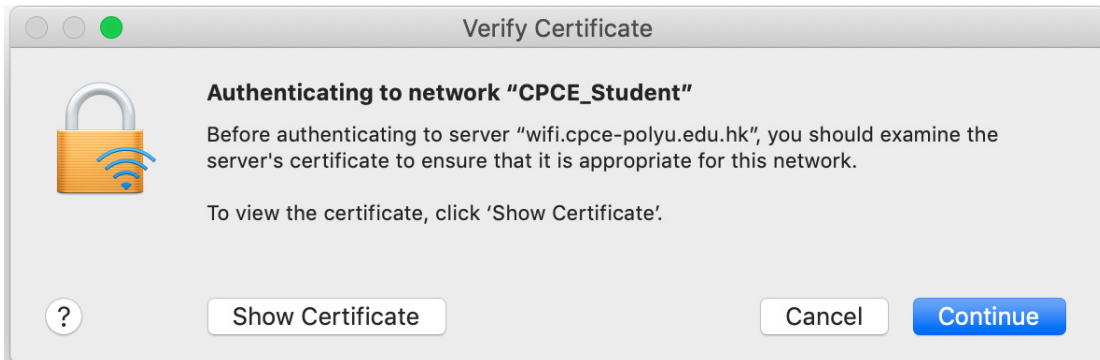 Verify Certificate
Authenticating to network “CPCE_Student”
Before authenticating to server “wifi.cpce-polyu.edu.hk”, you should examine the
server's certificate to ensure that it is appropriate for this network.
To view the certificate, click ‘Show Certificate’.
? Show Certificate Cancel Continue